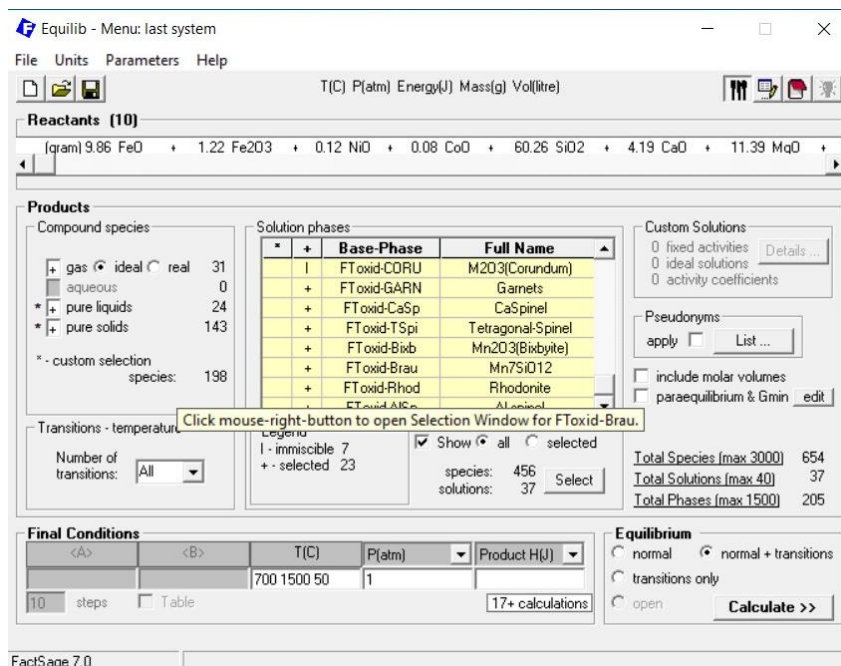 Equilib - Menu: last system
File Units Parameters Help
T(C) P(atm) Energy(J) Mass(g) Vol(litre)
Reactants (10)
(gram) 9.86 FeO + 1.22 Fe2O3 + 0.12 NiO + 0.08 CoO + 60.26 SiO2 + 4.19 CaO + 11.39 MgO +
Products
Compound species
+ gas ideal real 31
aqueous 0
* + pure liquids 24
* + pure solids 143
* - custom selection
species: 198
Solution phases
* + Base-Phase Full Name
I FToxid-CORU M2O3(Corundum)
+ FToxid-GARN Garnets
+ FToxid-CaSp CaSpinel
+ FToxid-TSpi Tetragonal-Spinel
+ FToxid-Bixb Mn2O3(Bixbyite)
+ FToxid-Brau Mn7SiO12
+ FToxid-Rhod Rhodonite
+ FToxid-AlSp Al-spinel
Click mouse-right-button to open Selection Window for FToxid-Brau.
Legend
I - immiscible 7
+ - selected 23
Show all selected
species: 456
solutions: 37
Select
Custom Solutions
0 fixed activities
0 ideal solutions
0 activity coefficients
Details ...
Pseudonyms
apply List ...
include molar volumes
paraequilibrium & Gmin edit
Total Species (max 3000) 654
Total Solutions (max 40) 37
Total Phases (max 1500) 205
Transitions - temperature
Number of
transitions: All
Final Conditions
<A> <B> T(C) P(atm) Product H(J)
700 1500 50 1
10 steps Table 17+ calculations
Equilibrium
normal normal + transitions
transitions only
open Calculate >>
FactSage 7.0